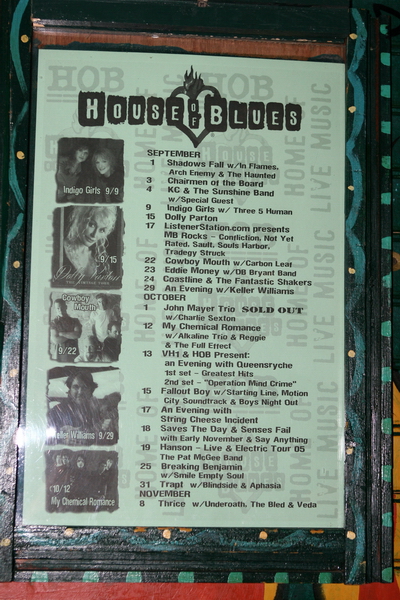 HOUSE OF BLUES
SEPTEMBER
1 Shadows Fall w/In Flames,
Arch Enemy & The Haunted
3 Chairmen of the Board
4 KC & The Sunshine Band
w/Special Guest
9 Indigo Girls w/ Three 5 Human
15 Dolly Parton
17 ListenerStation.com presents
MB Rocks - Confliction, Not Yet
Rated, Sault, Souls Harbor,
Tradegy Struck
22 Cowboy Mouth w/Carbon Leaf
23 Eddie Money w/DB Bryant Band
24 Coastline & The Fantastic Shakers
29 An Evening w/Keller Williams
OCTOBER
1 John Mayer Trio SOLD OUT
w/Charlie Sexton
12 My Chemical Romance
w/Alkaline Trio & Reggie
& The Full Effect
13 VH1 & HOB Present:
an Evening with Queensryche
1st set - Greatest Hits
2nd set - "Operation Mind Crime"
15 Fallout Boy w/Starting Line, Motion
City Soundtrack & Boys Night Out
17 An Evening with
String Cheese Incident
18 Saves The Day & Senses Fail
with Early November & Say Anything
19 Hanson - Live & Electric Tour 05
The Pat McGee Band
25 Breaking Benjamin
w/Smile Empty Soul
31 Trapt w/Blindside & Aphasia
NOVEMBER
8 Thrice w/Underoath, The Bled & Veda
Indigo Girls 9/9
9/15
Dolly Parton
Cowboy
Mouth
9/22
Keller Williams 9/29
10/12
My Chemical Romance
HOB
HOB
HOME OF
LIVE MUSIC
HOME OF
LIVE MUSIC